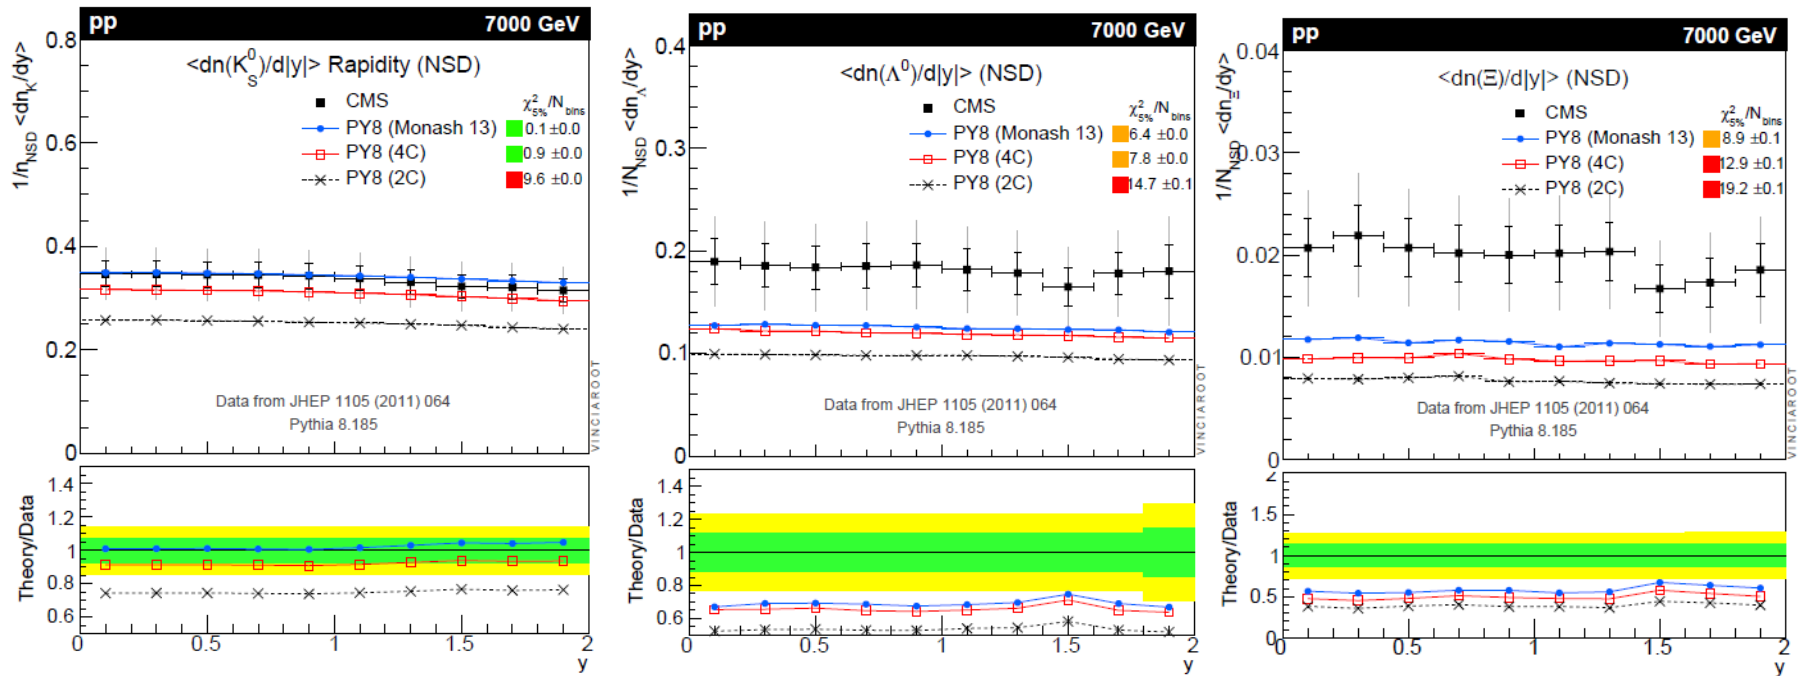 pp 7000 GeV
<dn(K⁰S)/d|y|> Rapidity (NSD)
1/nNSD <dnK/dy>
χ²5%/Nbins
CMS
PY8 (Monash 13) 0.1 ±0.0
PY8 (4C) 0.9 ±0.0
PY8 (2C) 9.6 ±0.0
0.8
0.6
0.4
0.2
0
Data from JHEP 1105 (2011) 064
Pythia 8.185
VINCIAROOT
Theory/Data
1.4
1.2
1
0.8
0.6
0 0.5 1 1.5 2
y
pp 7000 GeV
<dn(Λ⁰)/d|y|> (NSD)
1/NNSD <dnΛ/dy>
χ²5%/Nbins
CMS
PY8 (Monash 13) 6.4 ±0.0
PY8 (4C) 7.8 ±0.0
PY8 (2C) 14.7 ±0.1
0.4
0.3
0.2
0.1
0
Data from JHEP 1105 (2011) 064
Pythia 8.185
VINCIAROOT
Theory/Data
1.4
1.2
1
0.8
0.6
0 0.5 1 1.5 2
y
pp 7000 GeV
<dn(Ξ)/d|y|> (NSD)
1/NNSD <dnΞ/dy>
χ²5%/Nbins
CMS
PY8 (Monash 13) 8.9 ±0.1
PY8 (4C) 12.9 ±0.1
PY8 (2C) 19.2 ±0.1
0.04
0.03
0.02
0.01
0
Data from JHEP 1105 (2011) 064
Pythia 8.185
VINCIAROOT
Theory/Data
2
1.5
1
0.5
0
0 0.5 1 1.5 2
y